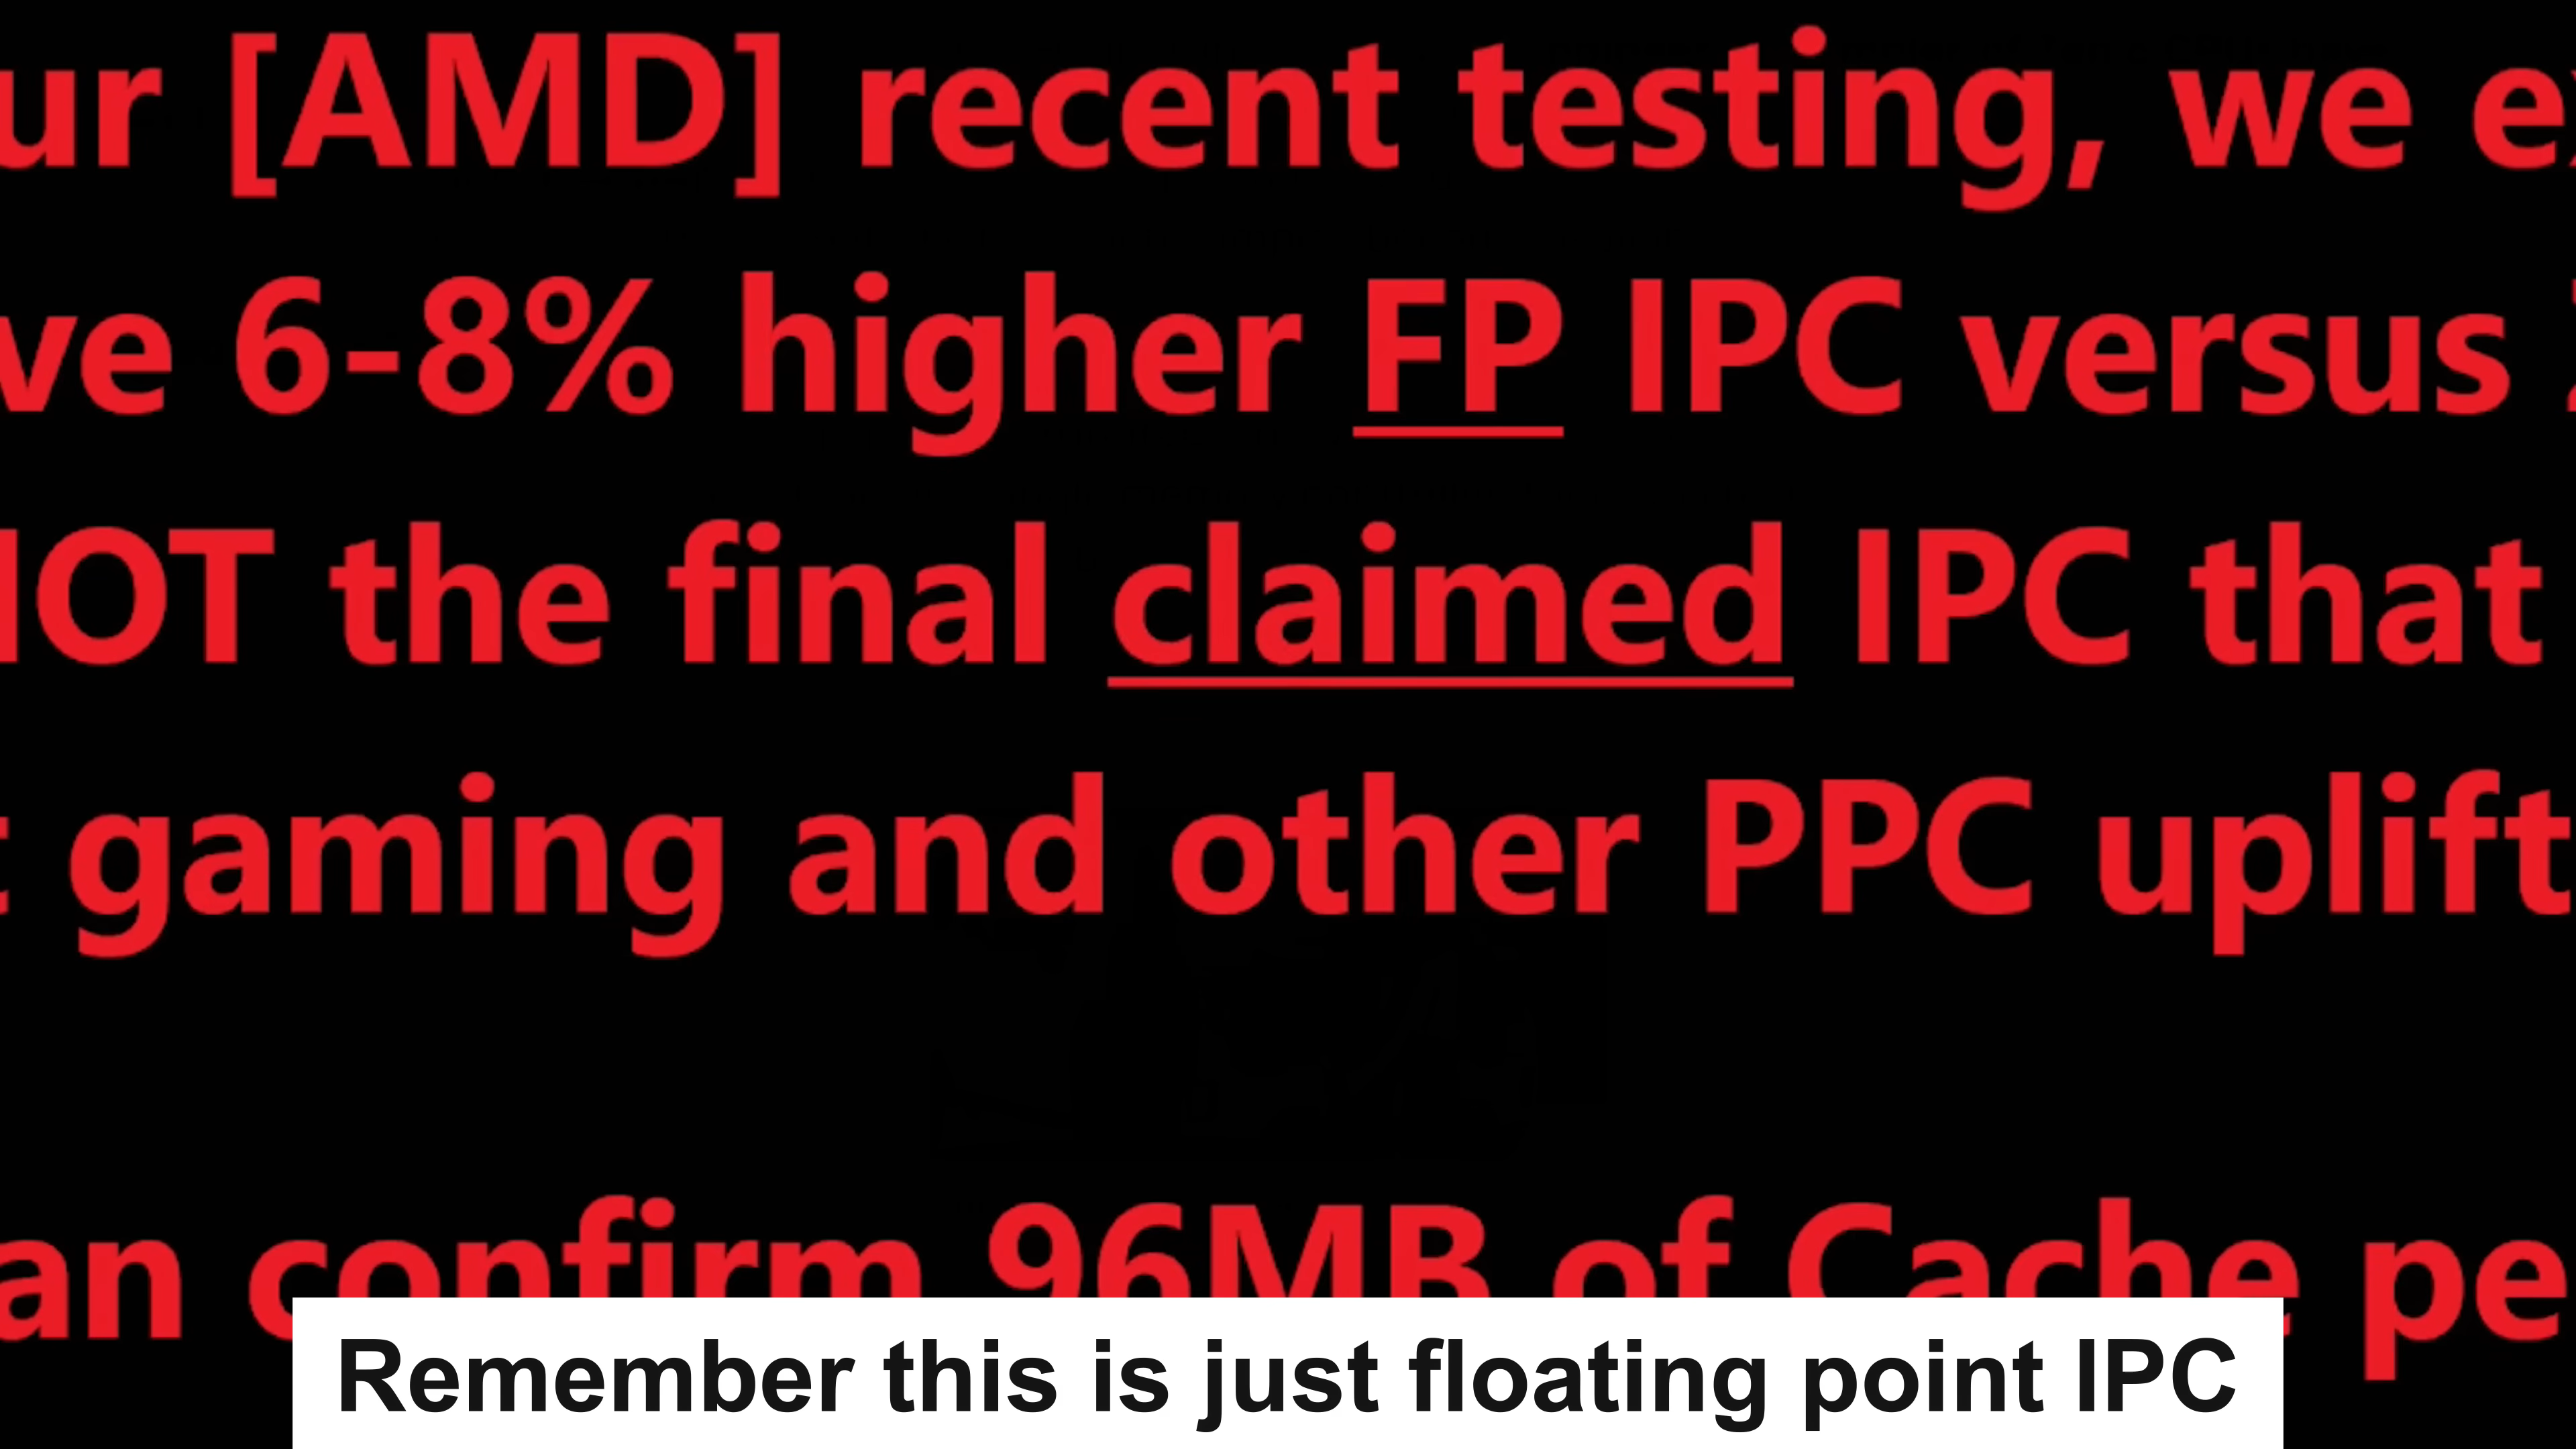 ur [AMD] recent testing, we e
ve 6-8% higher FP IPC versus
OT the final claimed IPC that
gaming and other PPC uplift
an confirm 96MB of Cache pe
Remember this is just floating point IPC